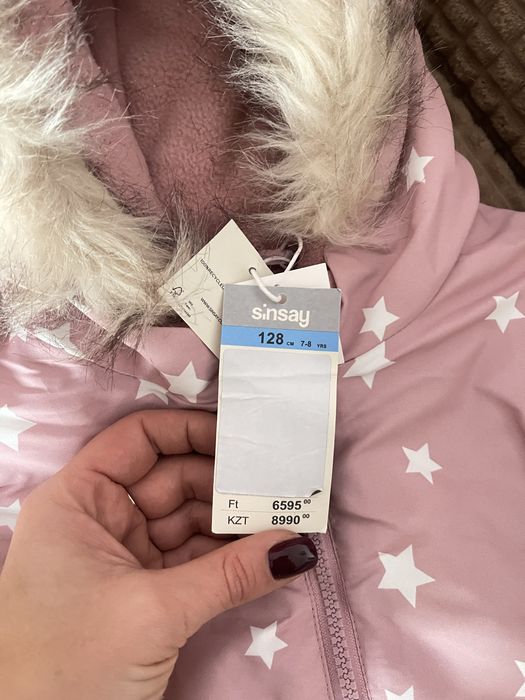 sinsay
128 CM 7-8 YRS
Ft 6595 00
KZT 8990 00